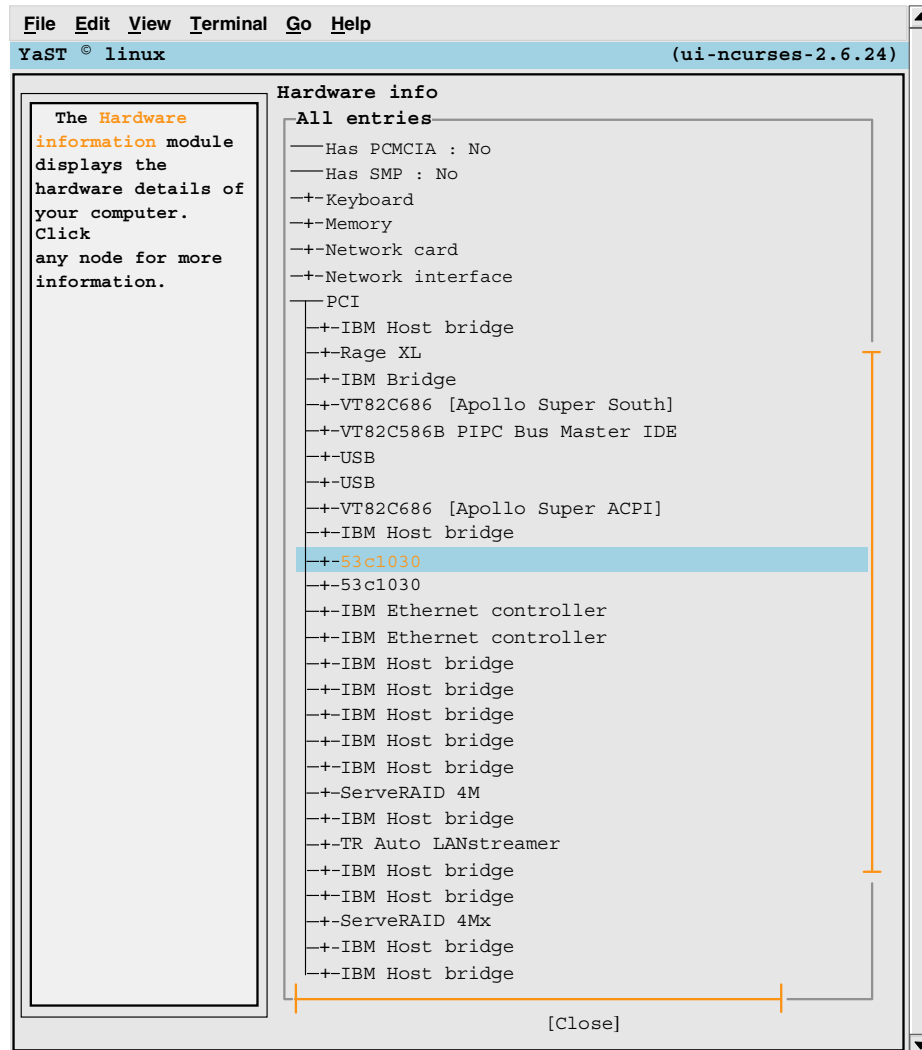 File Edit View Terminal Go Help
YaST © linux (ui-ncurses-2.6.24)
The Hardware
information module
displays the
hardware details of
your computer.
Click
any node for more
information.
Hardware info
All entries
Has PCMCIA : No
Has SMP : No
+-Keyboard
+-Memory
+-Network card
+-Network interface
PCI
+-IBM Host bridge
+-Rage XL
+-IBM Bridge
+-VT82C686 [Apollo Super South]
+-VT82C586B PIPC Bus Master IDE
+-USB
+-USB
+-VT82C686 [Apollo Super ACPI]
+-IBM Host bridge
+-53c1030
+-53c1030
+-IBM Ethernet controller
+-IBM Ethernet controller
+-IBM Host bridge
+-IBM Host bridge
+-IBM Host bridge
+-IBM Host bridge
+-IBM Host bridge
+-ServeRAID 4M
+-IBM Host bridge
+-TR Auto LANstreamer
+-IBM Host bridge
+-IBM Host bridge
+-ServeRAID 4Mx
+-IBM Host bridge
+-IBM Host bridge
[Close]